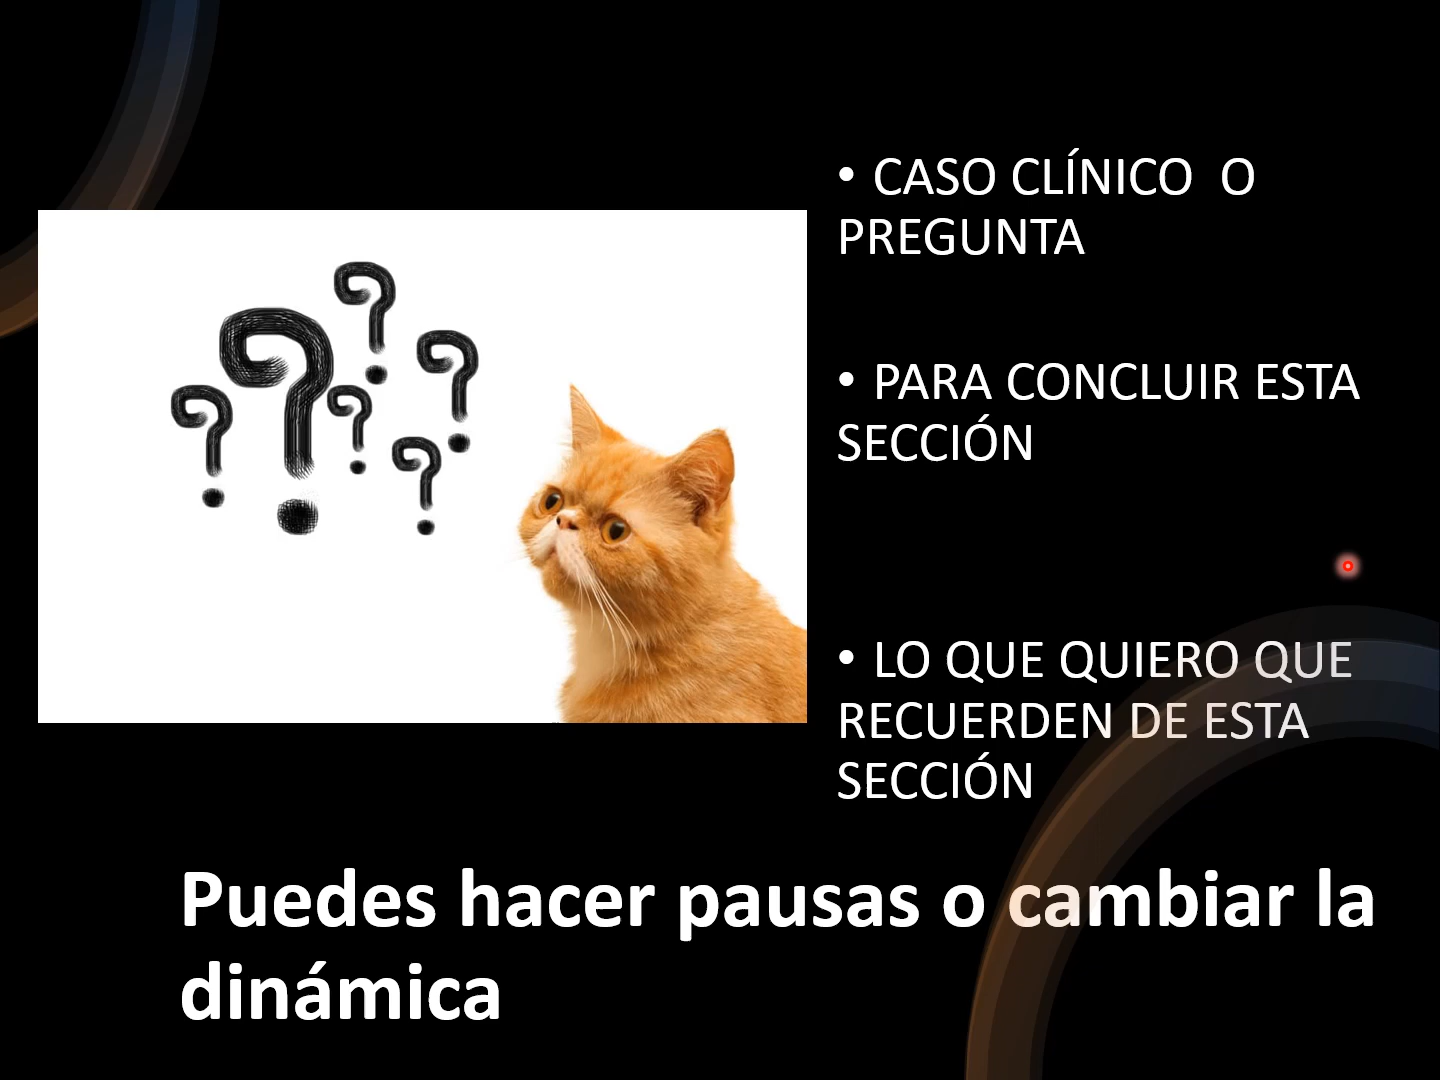 • CASO CLÍNICO  O
PREGUNTA
• PARA CONCLUIR ESTA
SECCIÓN
• LO QUE QUIERO QUE
RECUERDEN DE ESTA
SECCIÓN
? ? ? ? ? ?
Puedes hacer pausas o cambiar la
dinámica